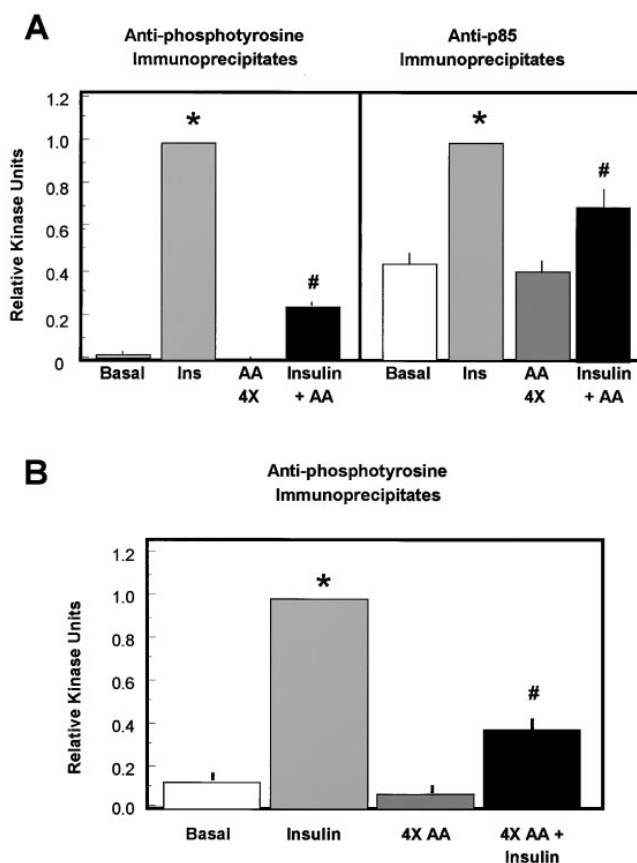 A
Anti-phosphotyrosine
Immunoprecipitates
Anti-p85
Immunoprecipitates
Relative Kinase Units
1.2
1.0
0.8
0.6
0.4
0.2
0
*
#
*
#
Basal Ins AA Insulin Basal Ins AA Insulin
4X + AA 4X + AA
B
Anti-phosphotyrosine
Immunoprecipitates
Relative Kinase Units
1.2
1.0
0.8
0.6
0.4
0.2
0.0
*
#
Basal Insulin 4X AA 4X AA +
Insulin